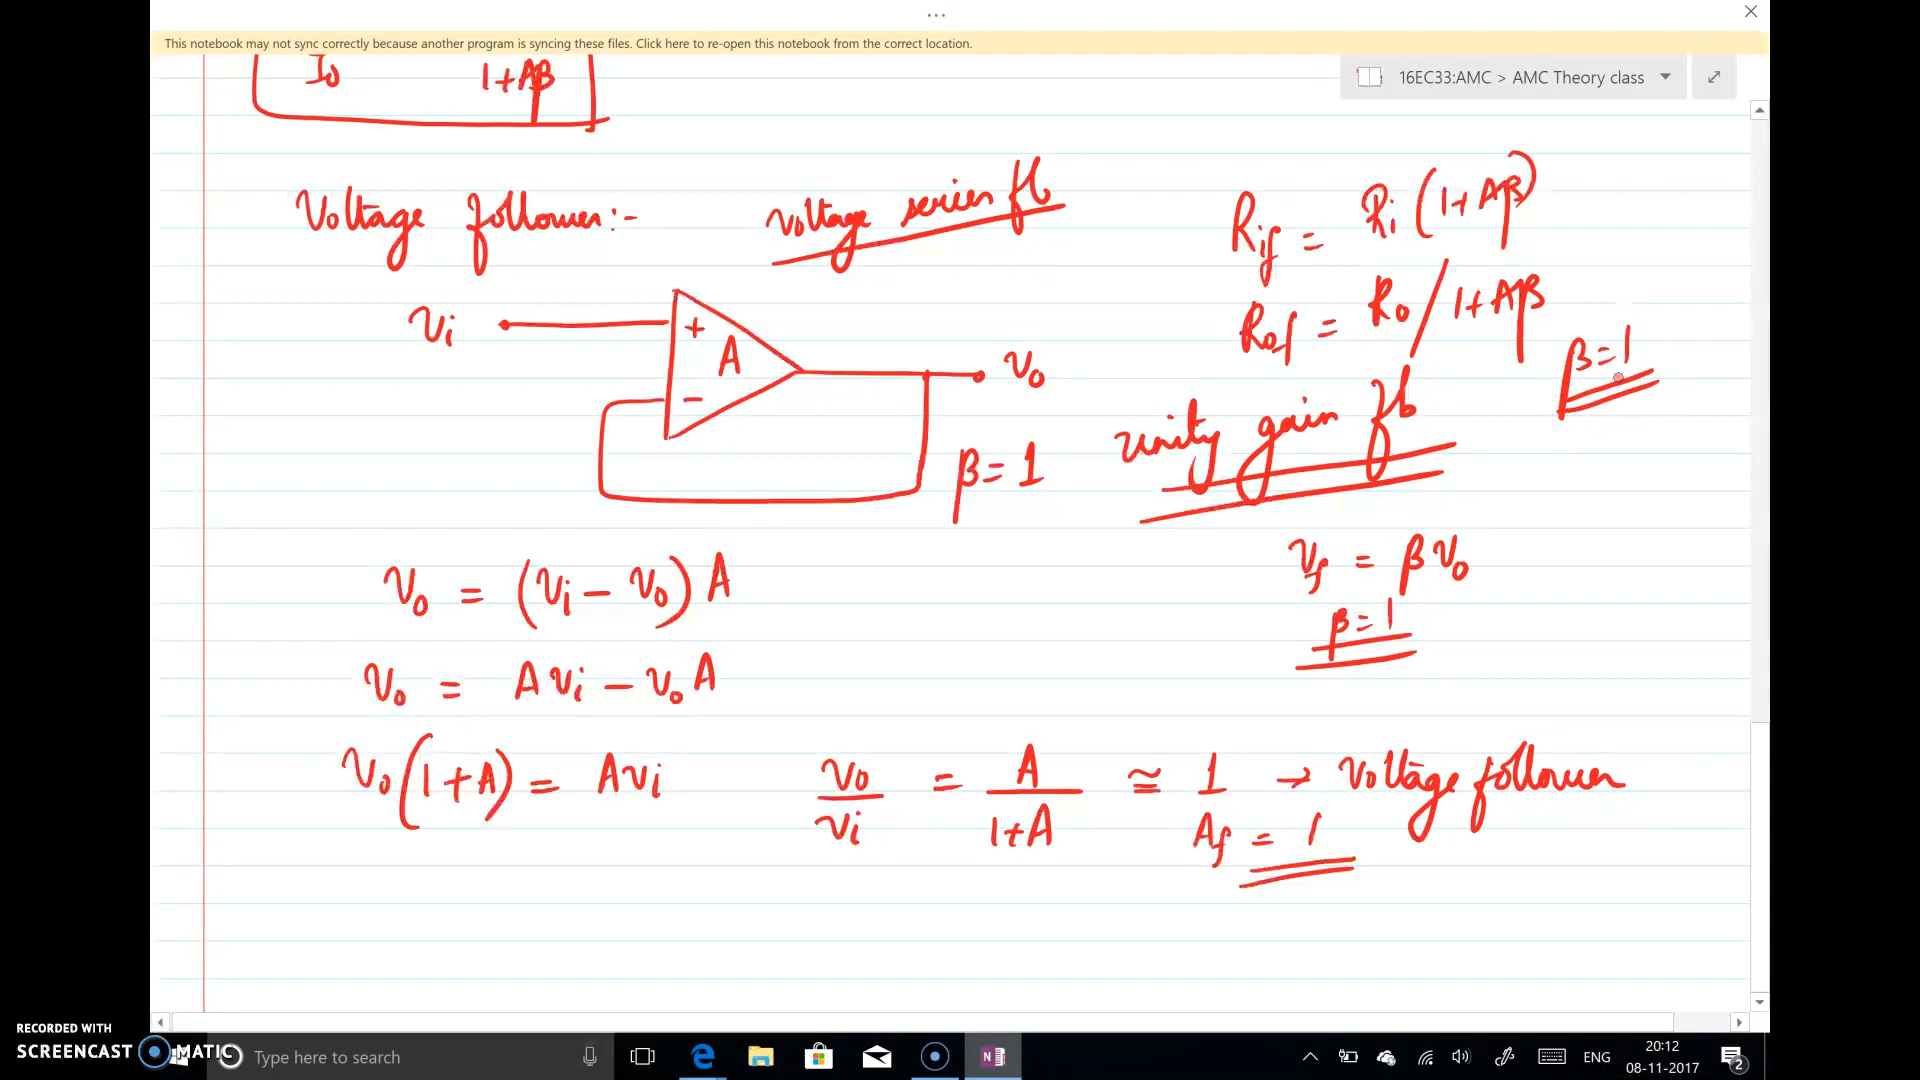 ...
This notebook may not sync correctly because another program is syncing these files. Click here to re-open this notebook from the correct location.
16EC33:AMC > AMC Theory class
I0 1+Aβ
Voltage follower:- voltage series fb
Rif = Ri (1+Aβ)
Rof = Ro / 1+Aβ
β=1
Vi + A - Vo
β=1
unity gain fb
Vf = β Vo
β=1
Vo = (Vi - Vo) A
Vo = A Vi - Vo A
Vo (1+A) = A Vi
Vo/Vi = A/1+A ≅ 1 → Voltage follower
Af = 1
RECORDED WITH
SCREENCAST MATIC
Type here to search
N
ENG
20:12
08-11-2017
2